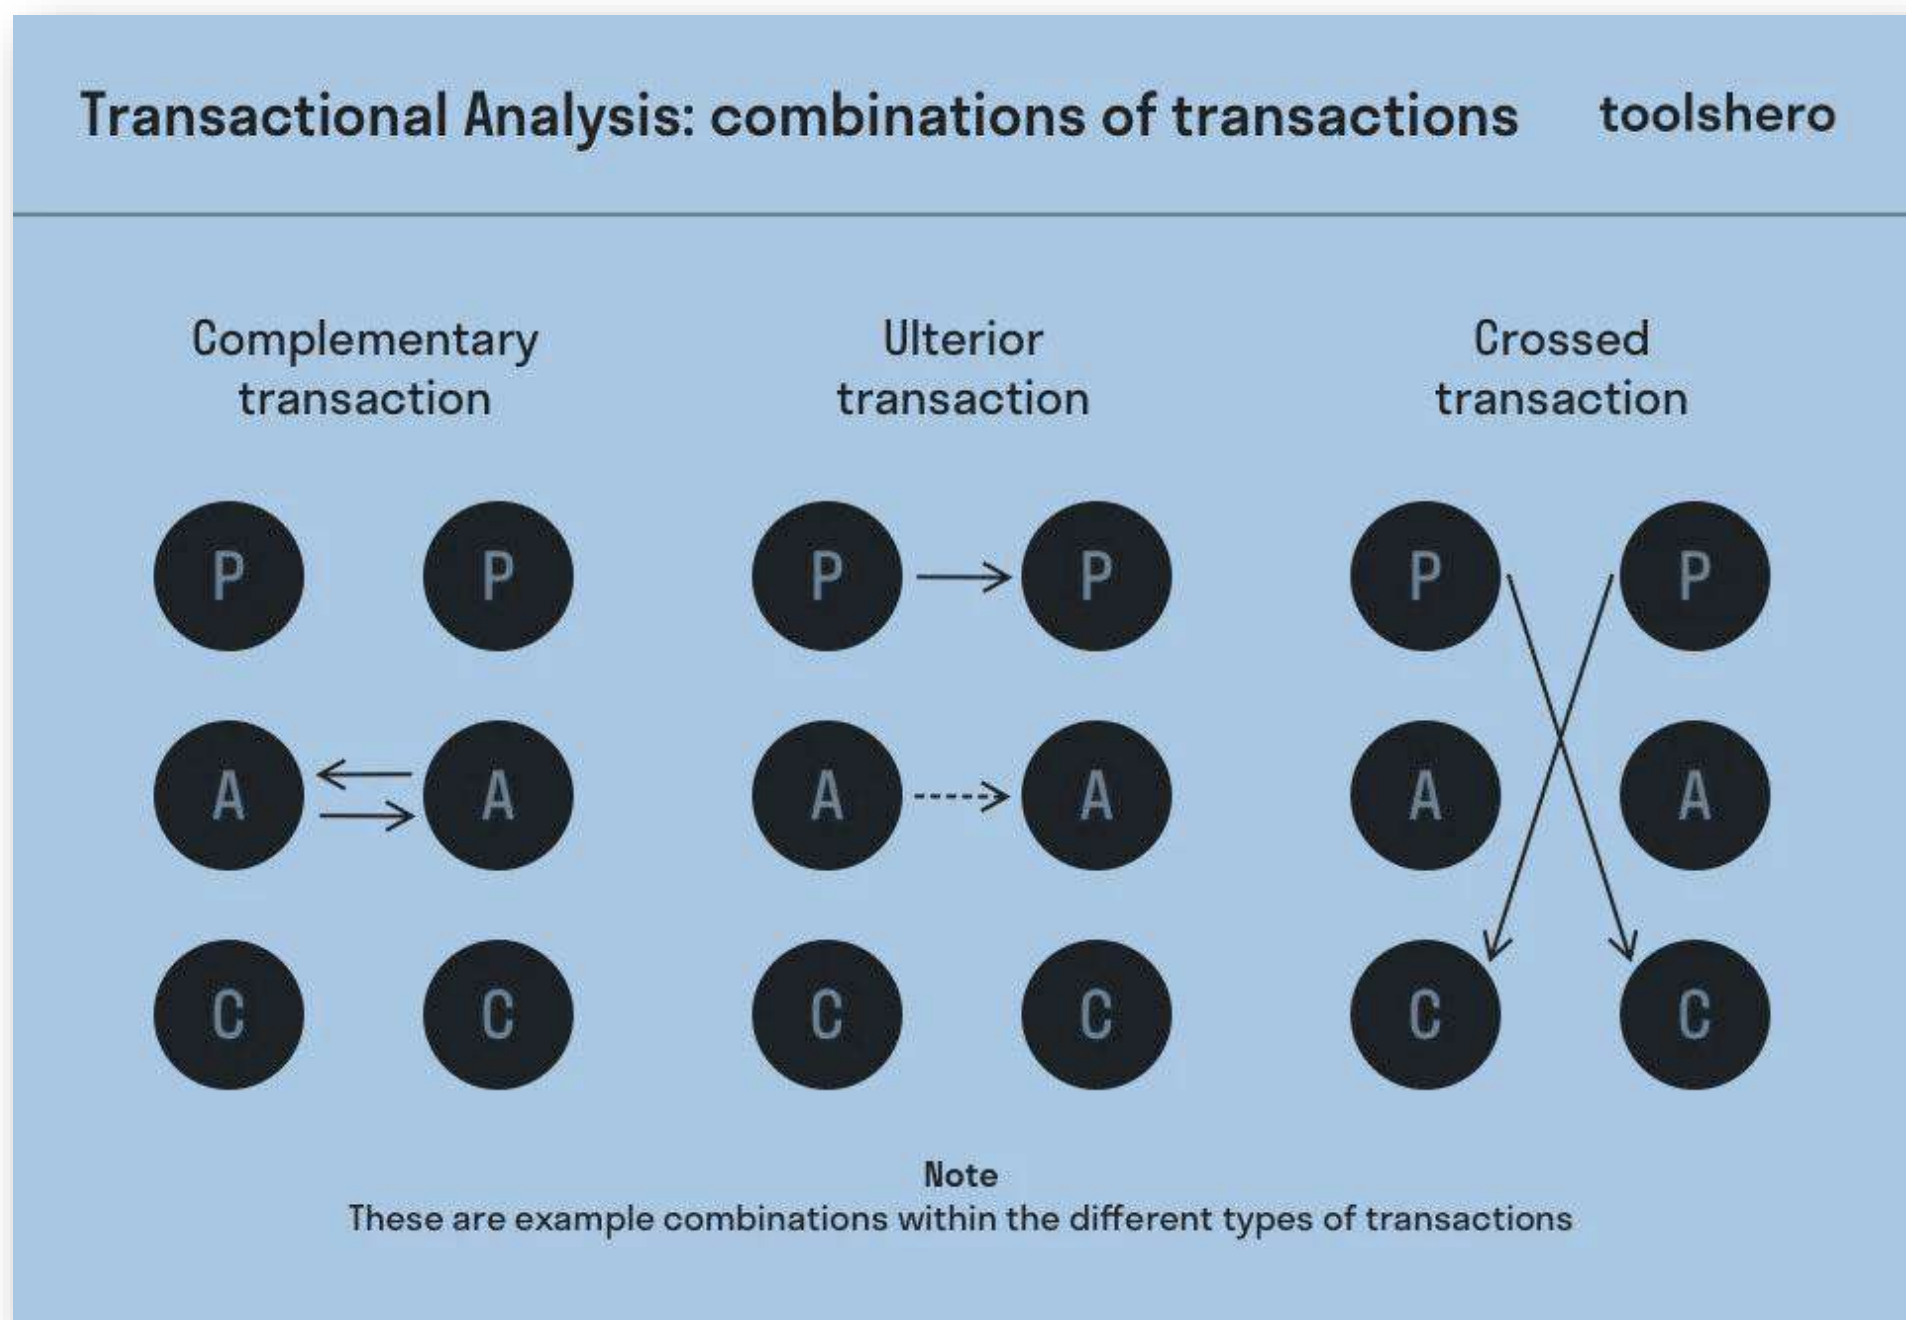 Transactional Analysis: combinations of transactions
toolshero
Complementary
transaction
Ulterior
transaction
Crossed
transaction
P P P P P P
A A A A A A
C C C C C C
Note
These are example combinations within the different types of transactions